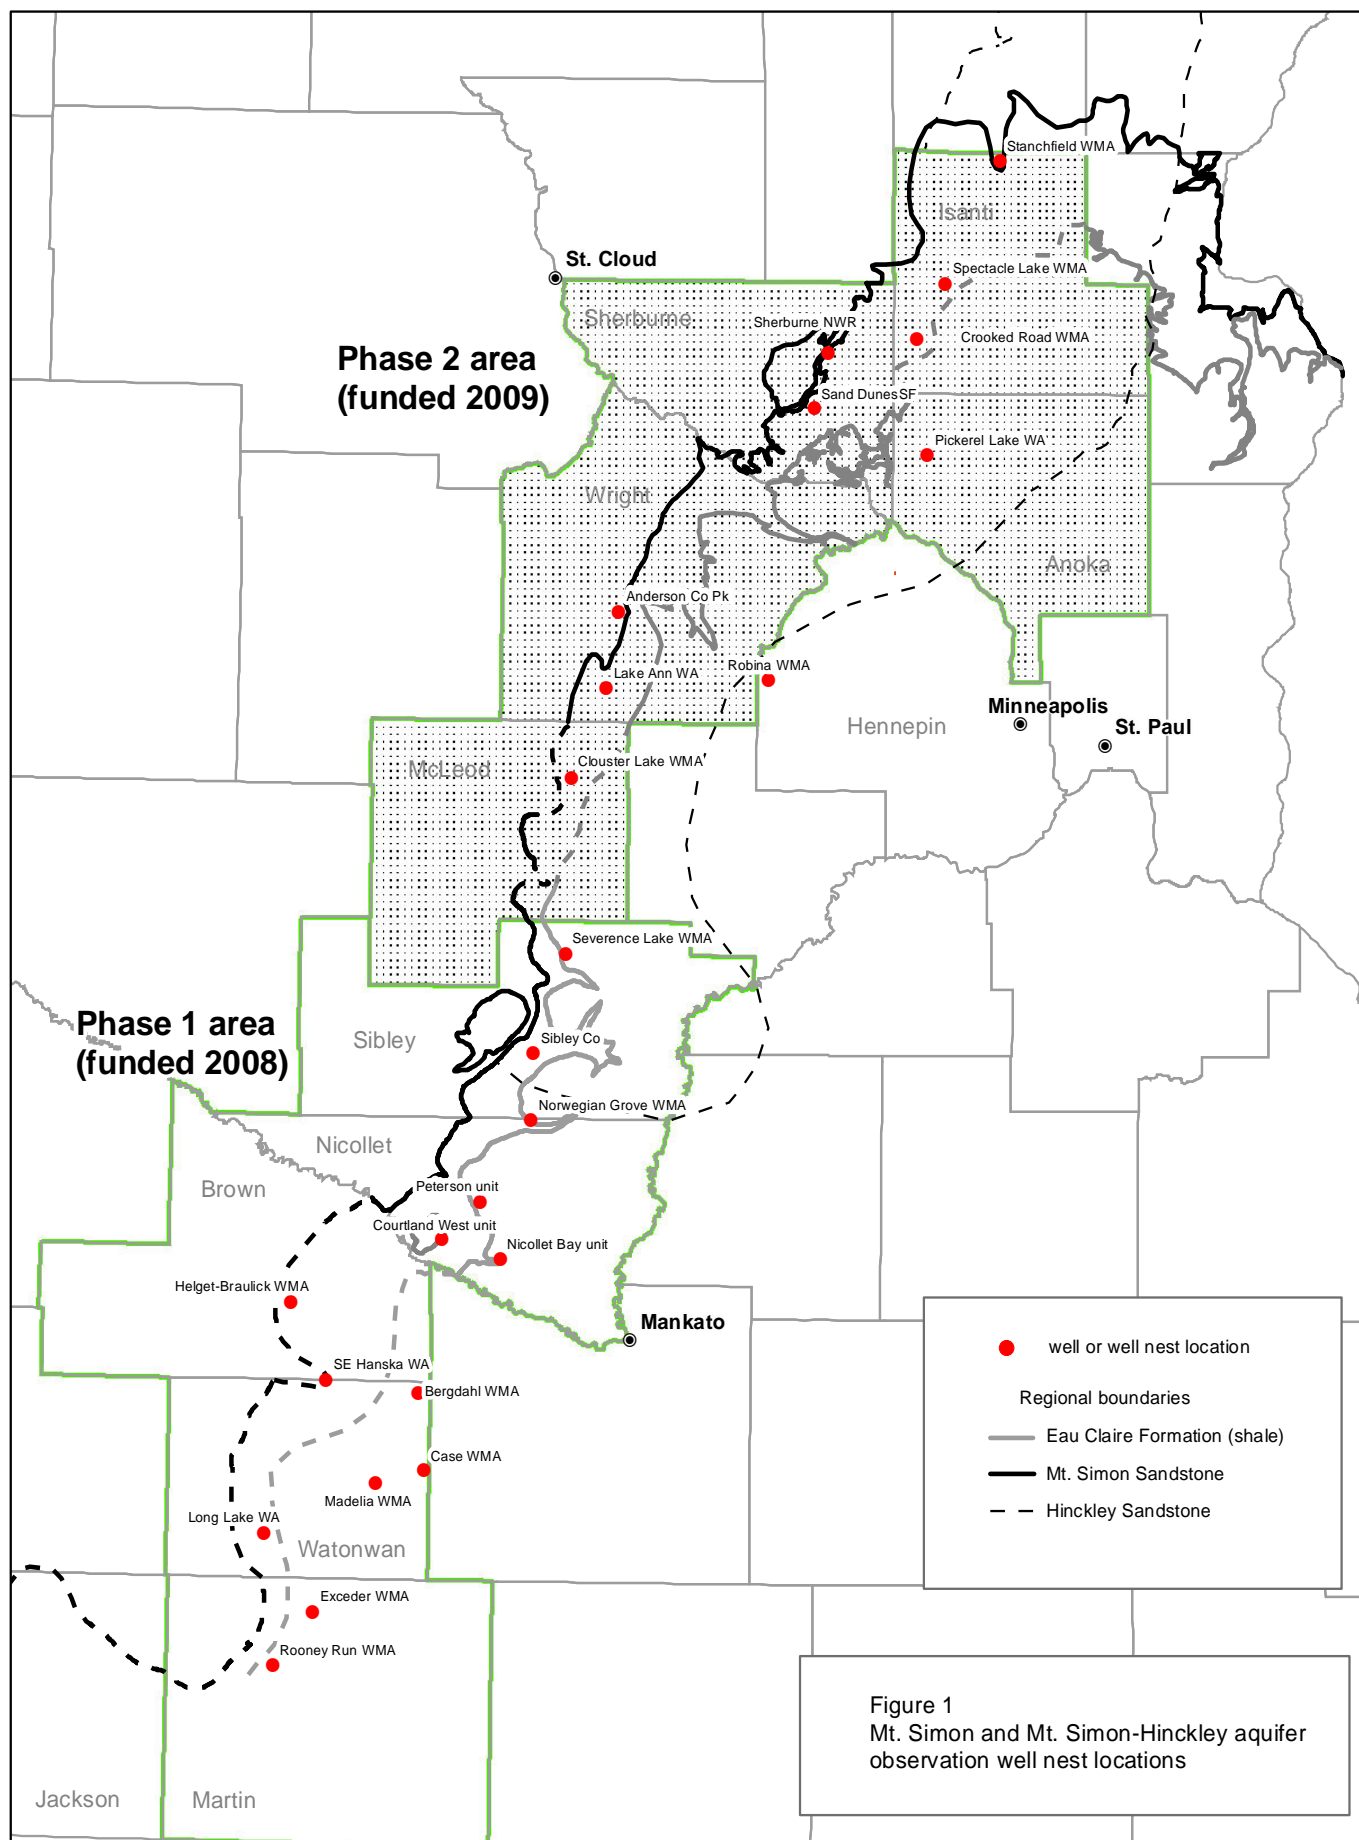 Stanchfield WMA
Isanti
St. Cloud
Spectacle Lake WMA
Sherburne
Sherburne NWR
Crooked Road WMA
Phase 2 area
(funded 2009)
Sand Dunes SF
Pickerel Lake WA
Wright
Anoka
Anderson Co Pk
Robina WMA
Lake Ann WA
Minneapolis
Hennepin
St. Paul
Clouster Lake WMA
McLeod
Severence Lake WMA
Phase 1 area
(funded 2008)
Sibley
Sibley Co
Norwegian Grove WMA
Nicollet
Brown
Peterson unit
Courtland West unit
Nicollet Bay unit
Helget-Braulick WMA
Mankato
SE Hanska WA
Bergdahl WMA
Case WMA
Madelia WMA
Long Lake WA
Watonwan
Exceder WMA
Rooney Run WMA
Jackson
Martin
well or well nest location
Regional boundaries
Eau Claire Formation (shale)
Mt. Simon Sandstone
Hinckley Sandstone
Figure 1
Mt. Simon and Mt. Simon-Hinckley aquifer
observation well nest locations